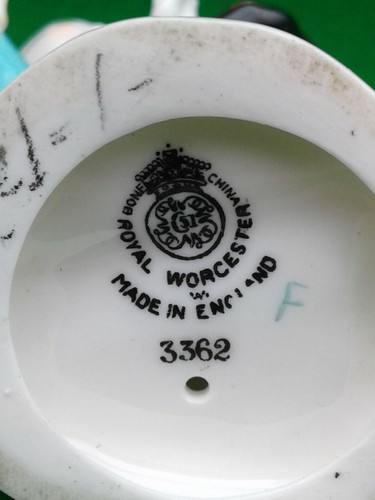 BONE CHINA
51
ROYAL WORCESTER
W
MADE IN ENGLAND
F
3362